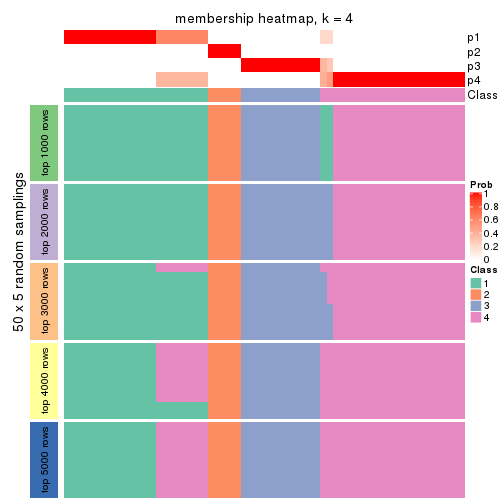 membership heatmap, k = 4
p1
p2
p3
p4
Class
50 x 5 random samplings
top 1000 rows
top 2000 rows
top 3000 rows
top 4000 rows
top 5000 rows
Prob
1
0.8
0.6
0.4
0.2
0
Class
1
2
3
4